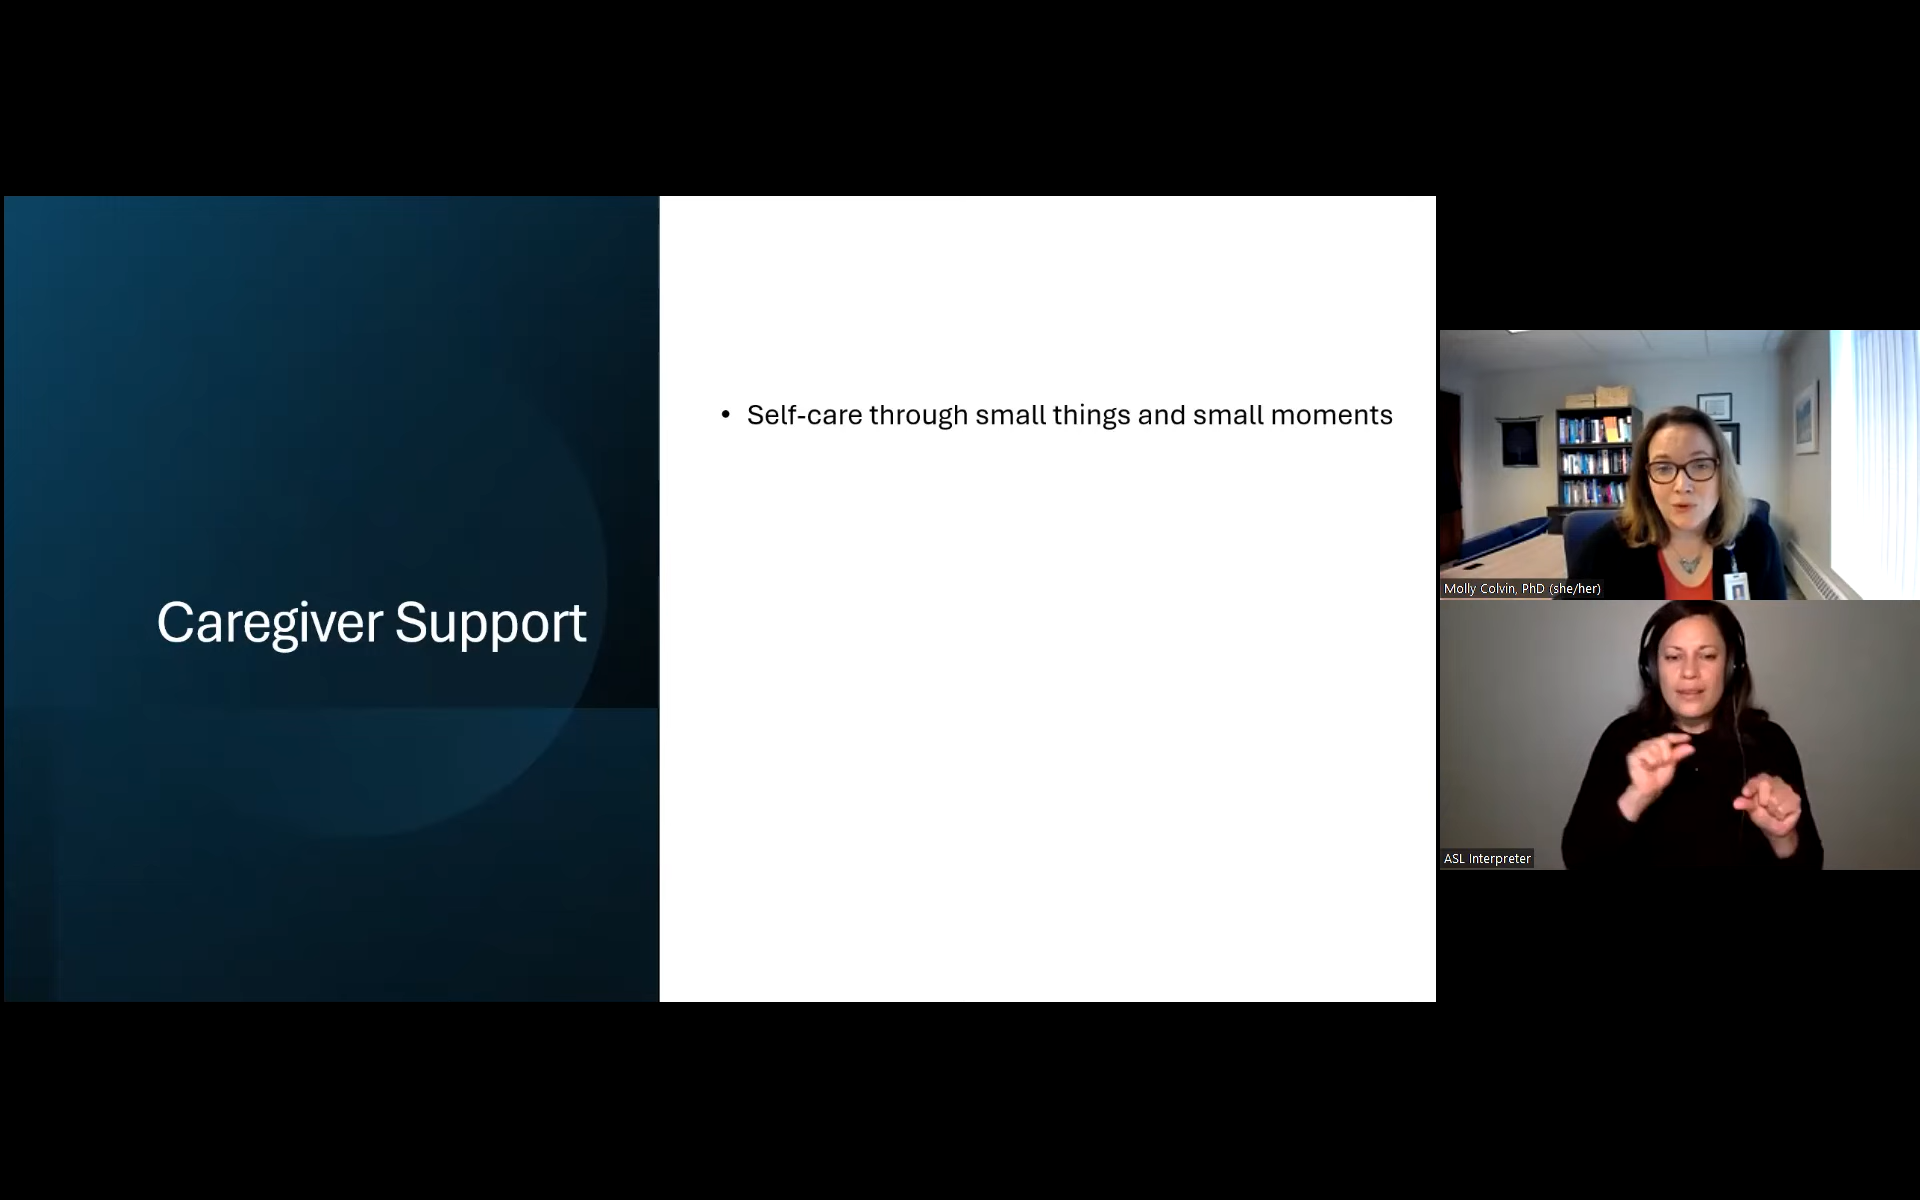 Caregiver Support
• Self-care through small things and small moments
Molly Colvin, PhD (she/her)
ASL Interpreter